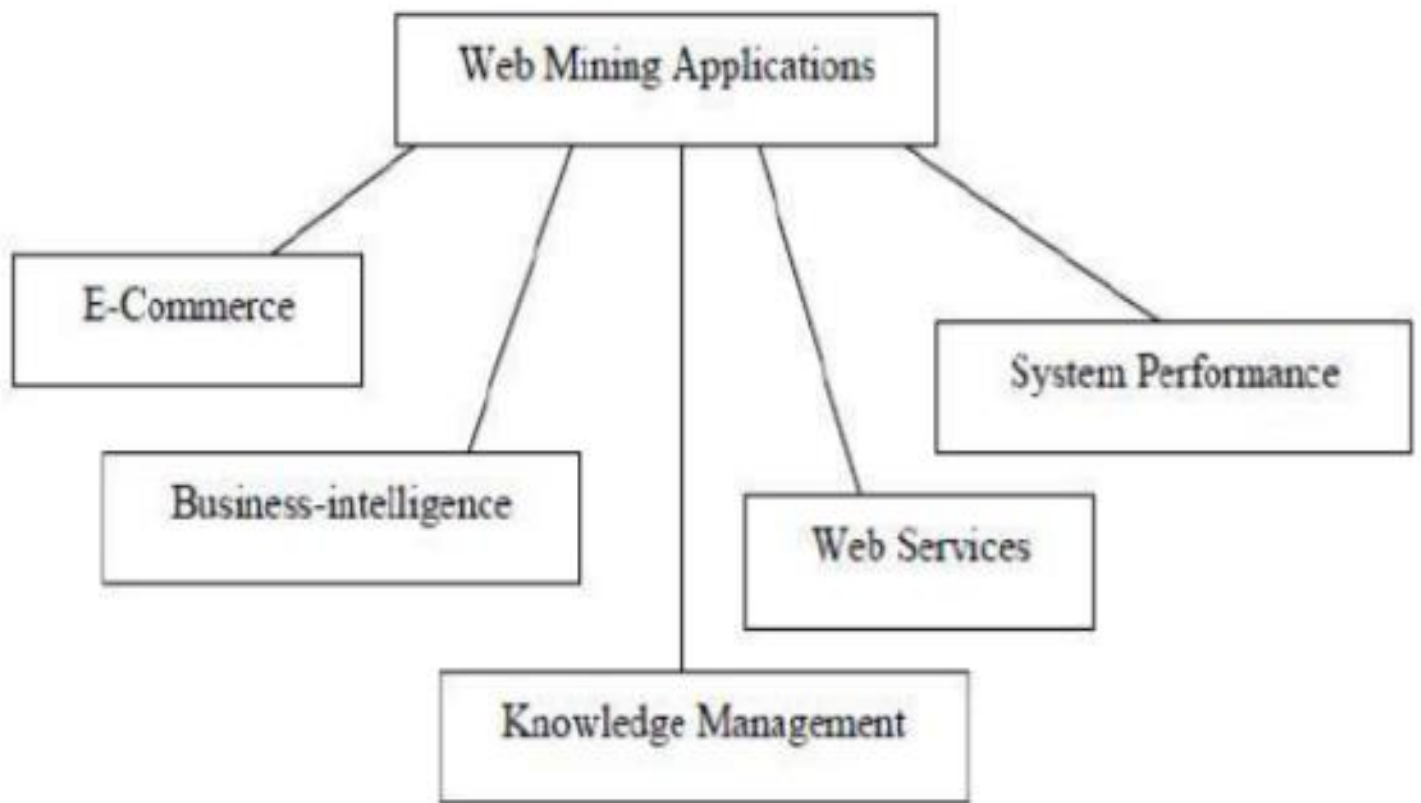 Web Mining Applications
E-Commerce
System Performance
Business-intelligence
Web Services
Knowledge Management